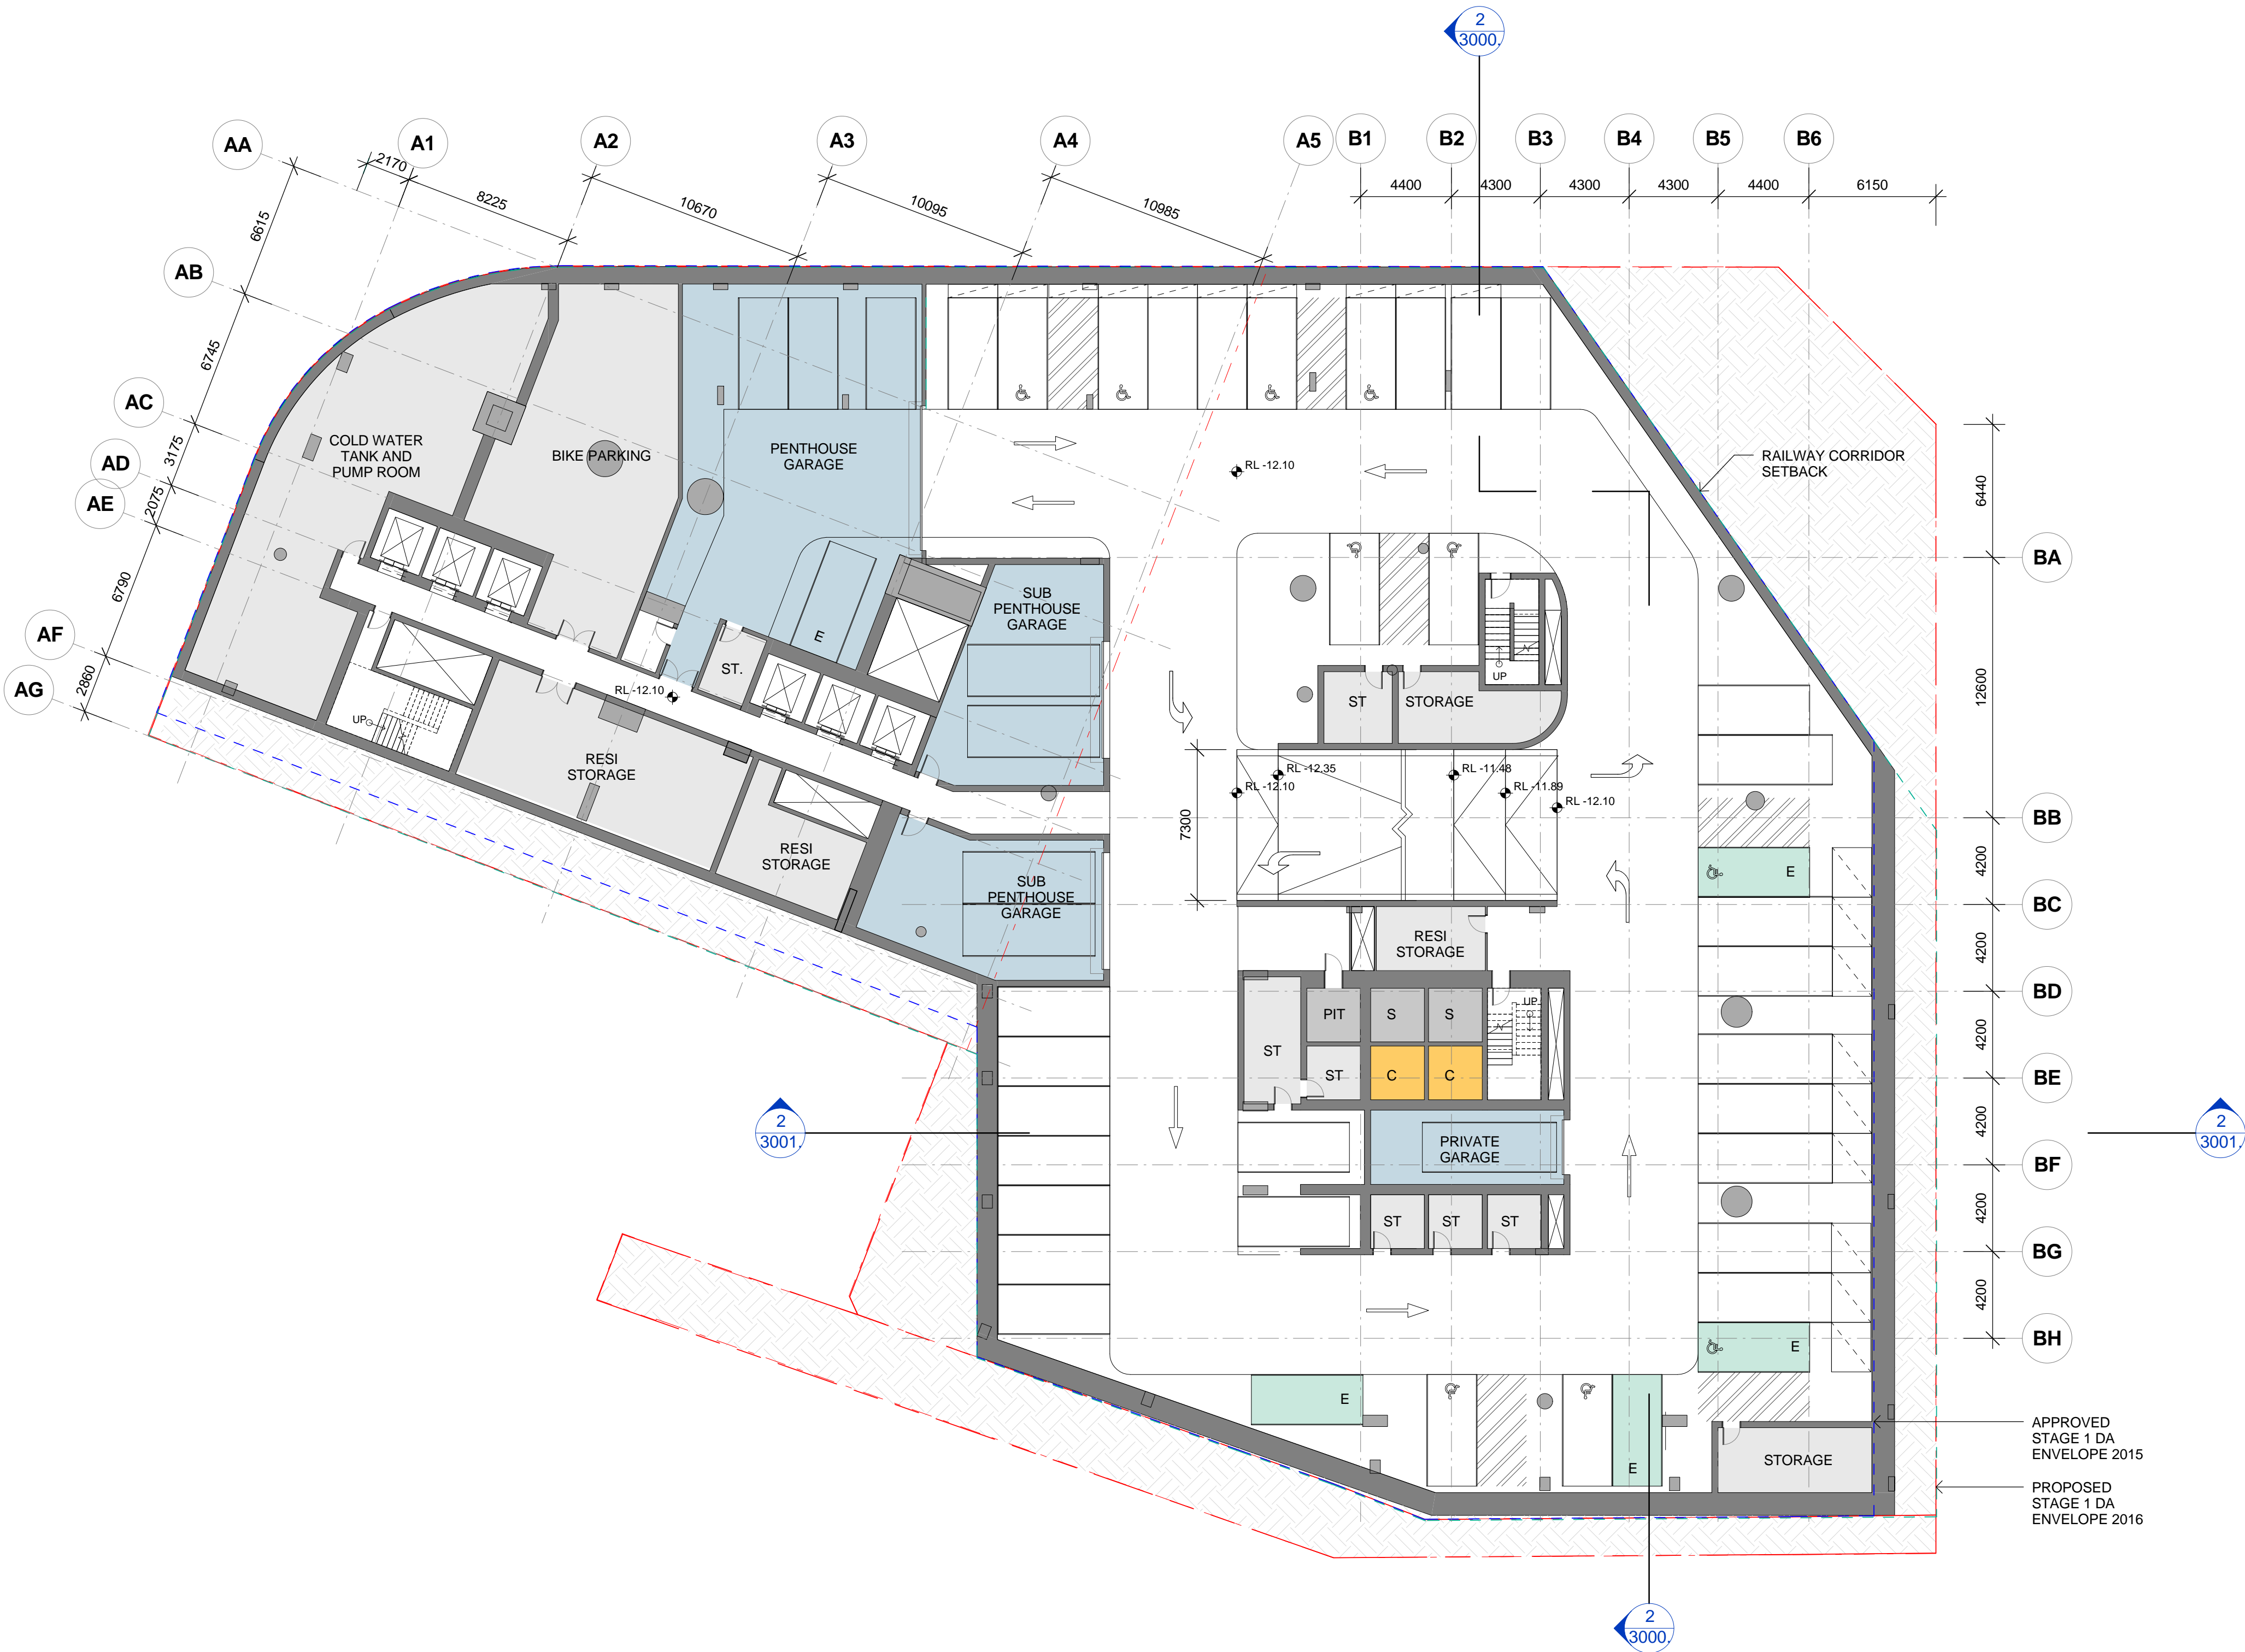 2
3000.
AA
A1
A2
A3
A4
A5
B1
B2
B3
B4
B5
B6
2170
8225
10670
10095
10985
4400
4300
4300
4300
4400
6150
6615
AB
6745
AC
3175
AD
2075
AE
6790
AF
2860
AG
COLD WATER
TANK AND
PUMP ROOM
BIKE PARKING
PENTHOUSE
GARAGE
RL -12.10
RAILWAY CORRIDOR
SETBACK
6440
BA
SUB
PENTHOUSE
GARAGE
E
ST.
RL -12.10
UP
UP
ST
STORAGE
12600
RESI
STORAGE
RL -12.35
RL -12.10
RL -11.48
RL -11.89
RL -12.10
7300
BB
RESI
STORAGE
SUB
PENTHOUSE
GARAGE
E
4200
BC
RESI
STORAGE
4200
BD
PIT
S
S
UP
ST
ST
C
C
4200
BE
2
3001.
PRIVATE
GARAGE
4200
2
3001.
BF
ST
ST
ST
4200
BG
4200
BH
E
E
E
STORAGE
APPROVED
STAGE 1 DA
ENVELOPE 2015
PROPOSED
STAGE 1 DA
ENVELOPE 2016
2
3000.